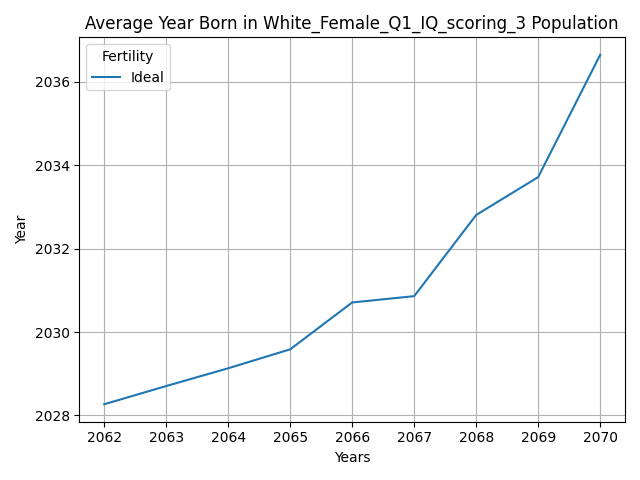 Average Year Born in White_Female_Q1_IQ_scoring_3 Population
Fertility
Ideal
2036
2034
2032
2030
2028
Year
2062 2063 2064 2065 2066 2067 2068 2069 2070
Years